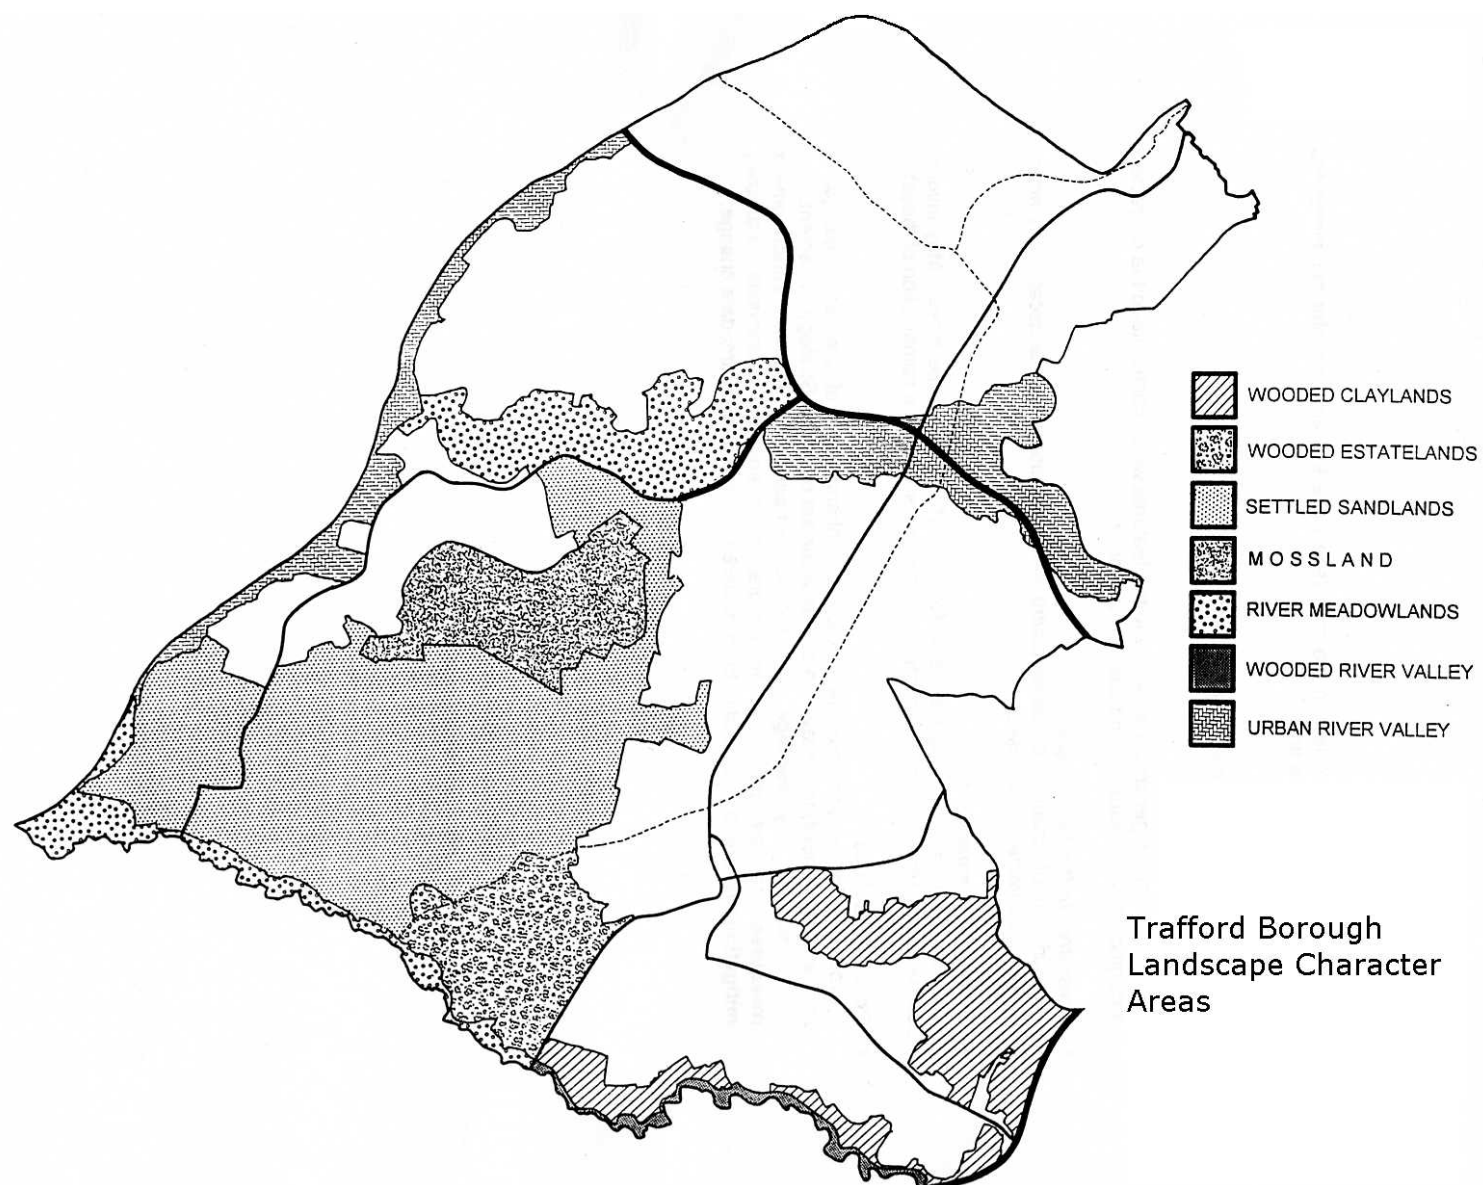 WOODED CLAYLANDS
WOODED ESTATELANDS
SETTLED SANDLANDS
M O S S L A N D
RIVER MEADOWLANDS
WOODED RIVER VALLEY
URBAN RIVER VALLEY
Trafford Borough
Landscape Character
Areas